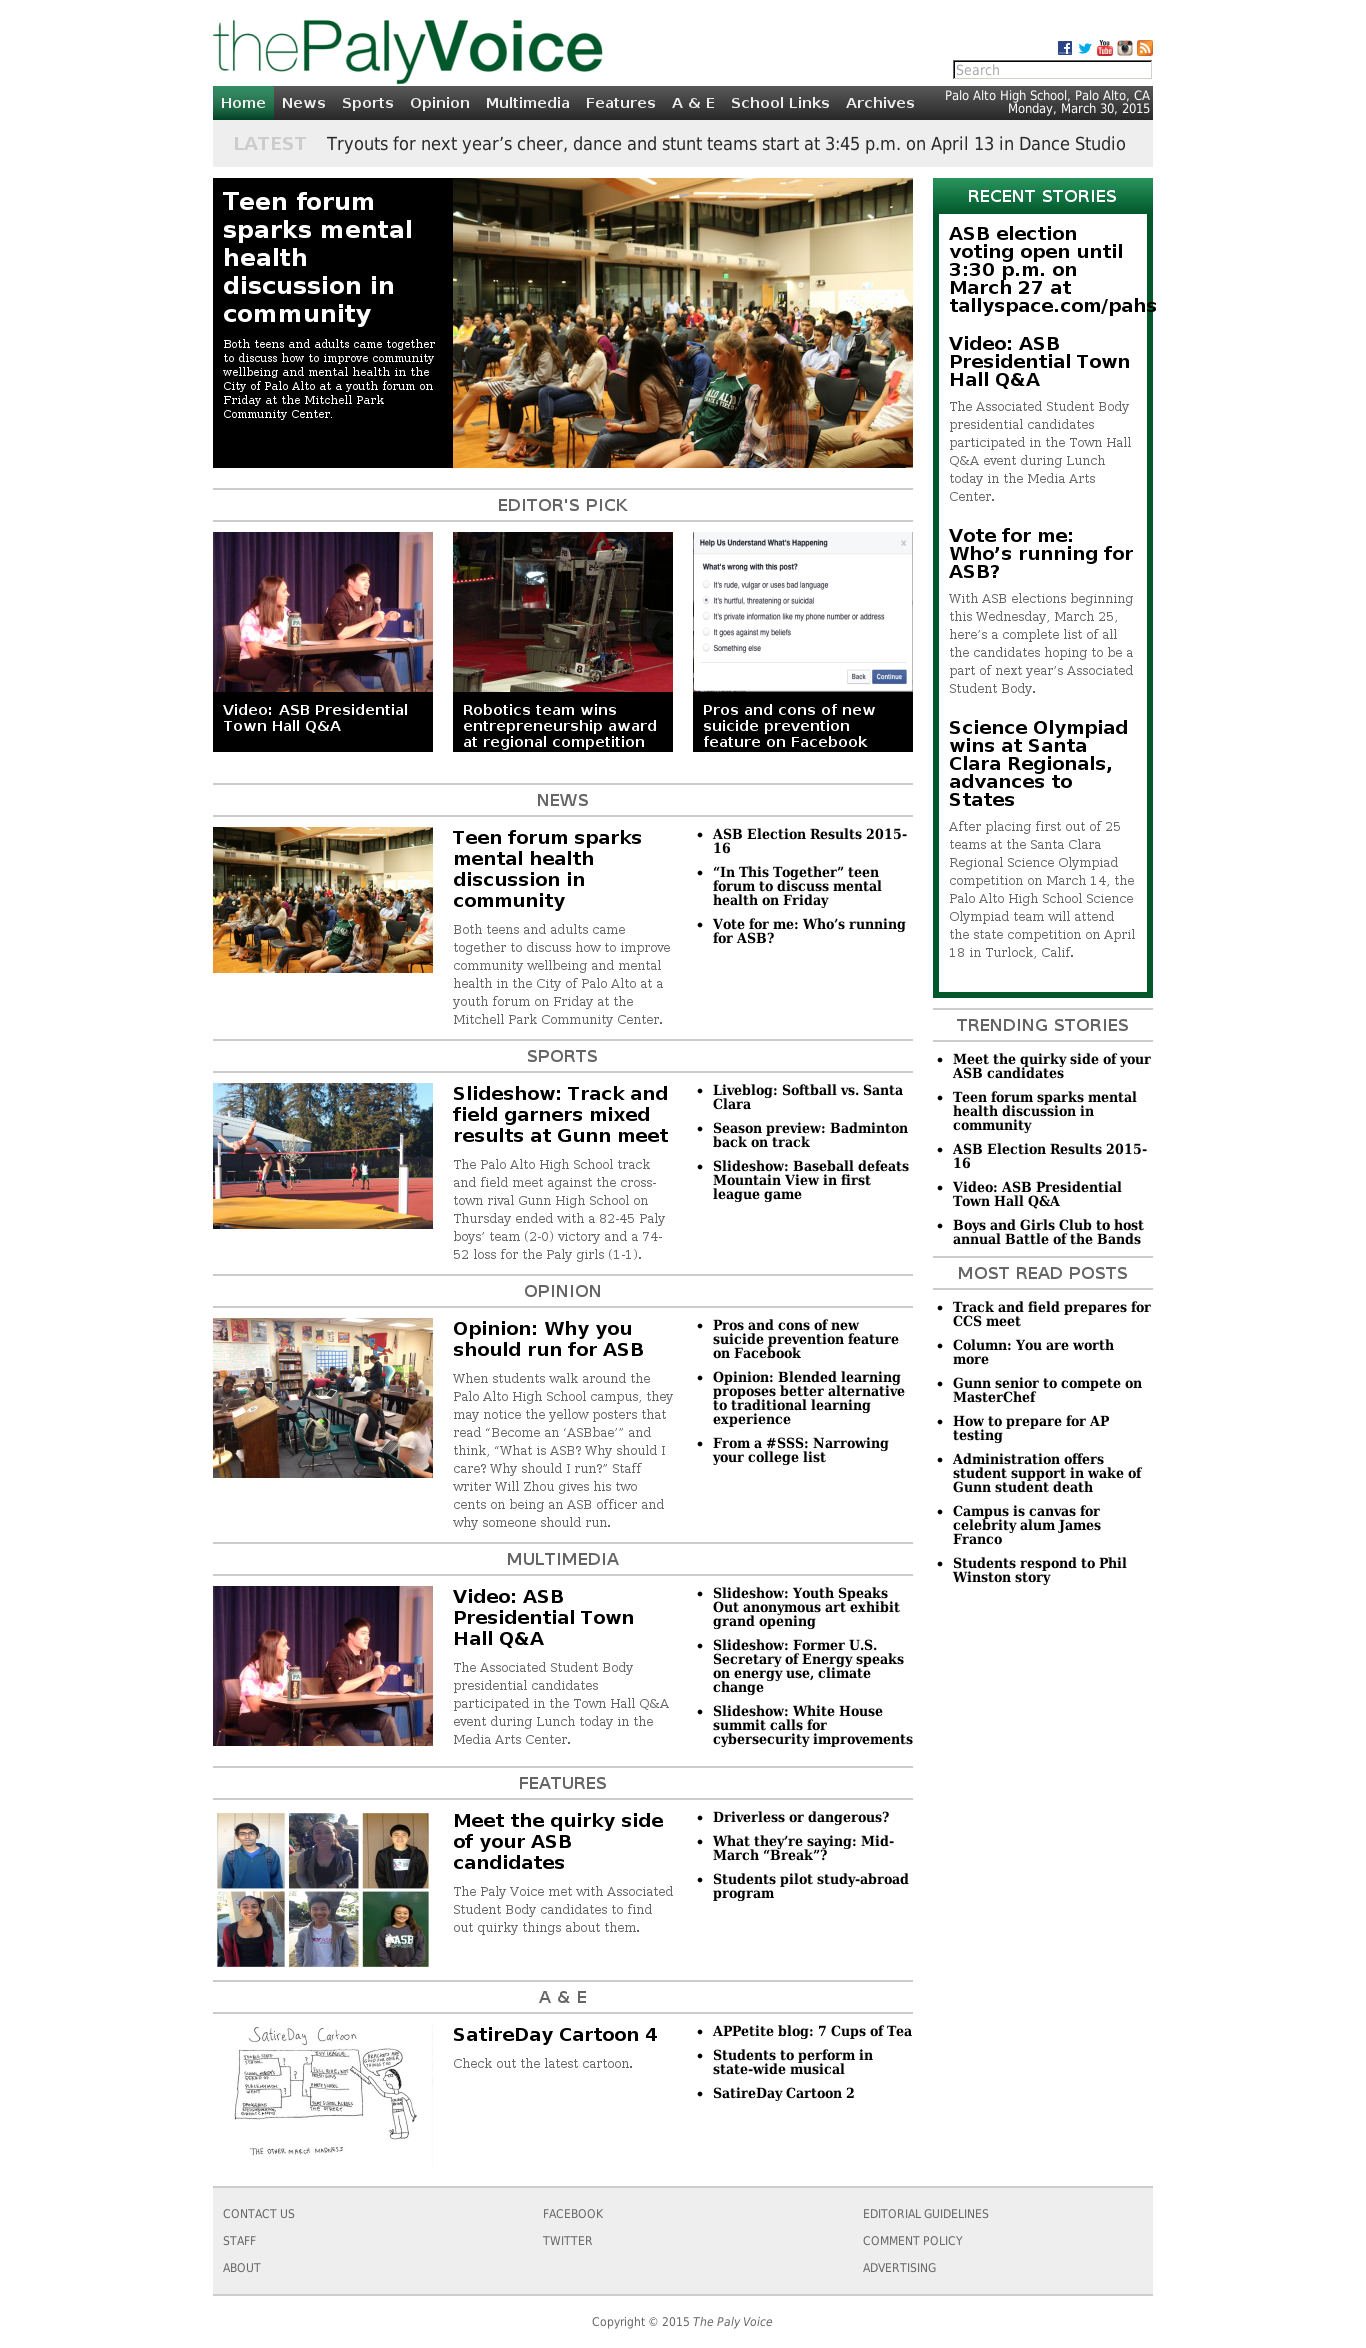 thePalyVoice
Search
Home News Sports Opinion Multimedia Features A & E School Links Archives
Palo Alto High School, Palo Alto, CA
Monday, March 30, 2015
LATEST Tryouts for next year’s cheer, dance and stunt teams start at 3:45 p.m. on April 13 in Dance Studio
Teen forum
sparks mental
health
discussion in
community
Both teens and adults came together
to discuss how to improve community
wellbeing and mental health in the
City of Palo Alto at a youth forum on
Friday at the Mitchell Park
Community Center.
EDITOR'S PICK
Video: ASB Presidential
Town Hall Q&A
Robotics team wins
entrepreneurship award
at regional competition
Help Us Understand What's Happening
What's wrong with this post?
It's rude, vulgar or uses bad language
It's hurtful, threatening or suicidal
It's private information like my phone number or address
It goes against my beliefs
Something else
Back Continue
Pros and cons of new
suicide prevention
feature on Facebook
NEWS
Teen forum sparks
mental health
discussion in
community
Both teens and adults came
together to discuss how to improve
community wellbeing and mental
health in the City of Palo Alto at a
youth forum on Friday at the
Mitchell Park Community Center.
ASB Election Results 2015-
16
“In This Together” teen
forum to discuss mental
health on Friday
Vote for me: Who’s running
for ASB?
SPORTS
Slideshow: Track and
field garners mixed
results at Gunn meet
The Palo Alto High School track
and field meet against the cross-
town rival Gunn High School on
Thursday ended with a 82-45 Paly
boys’ team (2-0) victory and a 74-
52 loss for the Paly girls (1-1).
Liveblog: Softball vs. Santa
Clara
Season preview: Badminton
back on track
Slideshow: Baseball defeats
Mountain View in first
league game
OPINION
Opinion: Why you
should run for ASB
When students walk around the
Palo Alto High School campus, they
may notice the yellow posters that
read “Become an ‘ASBbae’” and
think, “What is ASB? Why should I
care? Why should I run?” Staff
writer Will Zhou gives his two
cents on being an ASB officer and
why someone should run.
Pros and cons of new
suicide prevention feature
on Facebook
Opinion: Blended learning
proposes better alternative
to traditional learning
experience
From a #SSS: Narrowing
your college list
MULTIMEDIA
Video: ASB
Presidential Town
Hall Q&A
The Associated Student Body
presidential candidates
participated in the Town Hall Q&A
event during Lunch today in the
Media Arts Center.
Slideshow: Youth Speaks
Out anonymous art exhibit
grand opening
Slideshow: Former U.S.
Secretary of Energy speaks
on energy use, climate
change
Slideshow: White House
summit calls for
cybersecurity improvements
FEATURES
Meet the quirky side
of your ASB
candidates
The Paly Voice met with Associated
Student Body candidates to find
out quirky things about them.
Driverless or dangerous?
What they’re saying: Mid-
March “Break”?
Students pilot study-abroad
program
A & E
SatireDay Cartoon
THE OTHER MARCH MADNESS
SatireDay Cartoon 4
Check out the latest cartoon.
APPetite blog: 7 Cups of Tea
Students to perform in
state-wide musical
SatireDay Cartoon 2
RECENT STORIES
ASB election
voting open until
3:30 p.m. on
March 27 at
tallyspace.com/pahs
Video: ASB
Presidential Town
Hall Q&A
The Associated Student Body
presidential candidates
participated in the Town Hall
Q&A event during Lunch
today in the Media Arts
Center.
Vote for me:
Who’s running for
ASB?
With ASB elections beginning
this Wednesday, March 25,
here’s a complete list of all
the candidates hoping to be a
part of next year’s Associated
Student Body.
Science Olympiad
wins at Santa
Clara Regionals,
advances to
States
After placing first out of 25
teams at the Santa Clara
Regional Science Olympiad
competition on March 14, the
Palo Alto High School Science
Olympiad team will attend
the state competition on April
18 in Turlock, Calif.
TRENDING STORIES
Meet the quirky side of your
ASB candidates
Teen forum sparks mental
health discussion in
community
ASB Election Results 2015-
16
Video: ASB Presidential
Town Hall Q&A
Boys and Girls Club to host
annual Battle of the Bands
MOST READ POSTS
Track and field prepares for
CCS meet
Column: You are worth
more
Gunn senior to compete on
MasterChef
How to prepare for AP
testing
Administration offers
student support in wake of
Gunn student death
Campus is canvas for
celebrity alum James
Franco
Students respond to Phil
Winston story
CONTACT US
STAFF
ABOUT
FACEBOOK
TWITTER
EDITORIAL GUIDELINES
COMMENT POLICY
ADVERTISING
Copyright © 2015 The Paly Voice